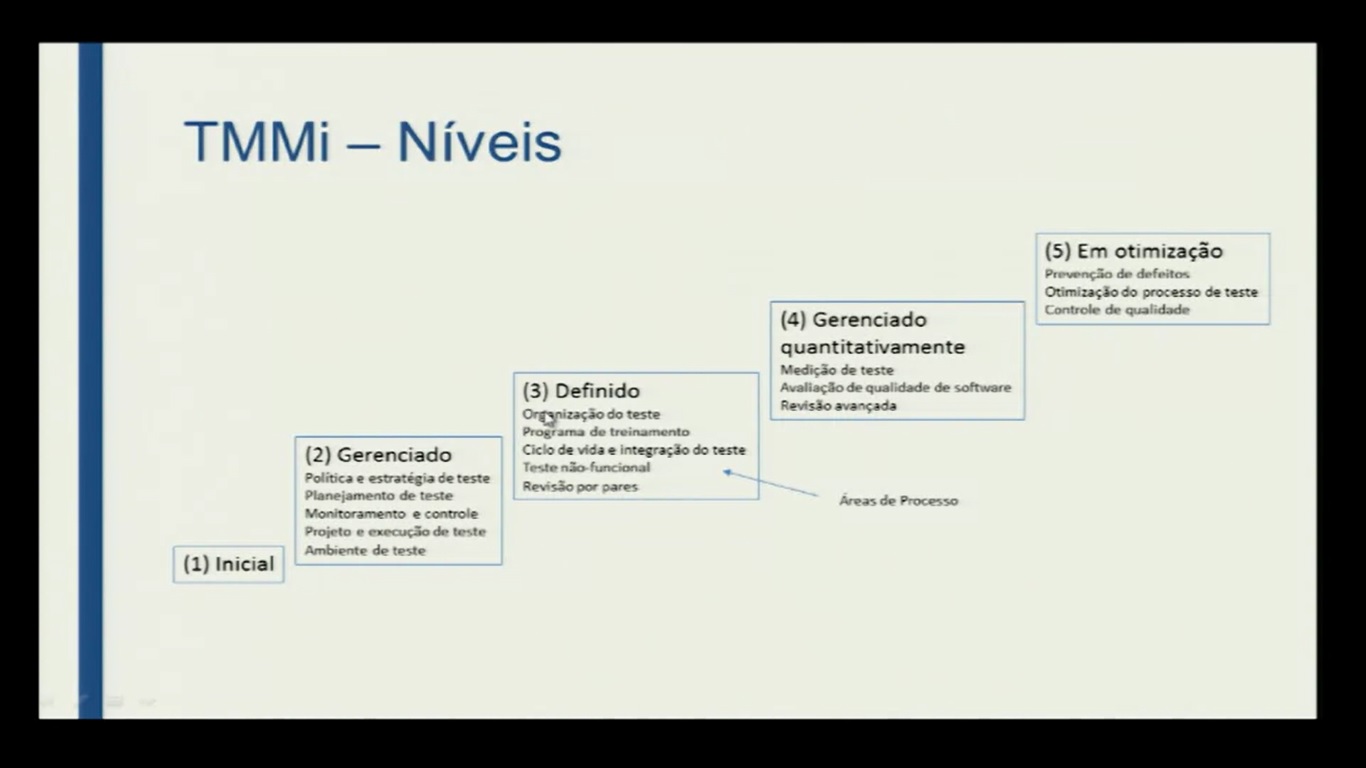 TMMi – Níveis
(1) Inicial
(2) Gerenciado
Política e estratégia de teste
Planejamento de teste
Monitoramento e controle
Projeto e execução de teste
Ambiente de teste
(3) Definido
Organização do teste
Programa de treinamento
Ciclo de vida e integração do teste
Teste não-funcional
Revisão por pares
Áreas de Processo
(4) Gerenciado
quantitativamente
Medição de teste
Avaliação de qualidade de software
Revisão avançada
(5) Em otimização
Prevenção de defeitos
Otimização do processo de teste
Controle de qualidade